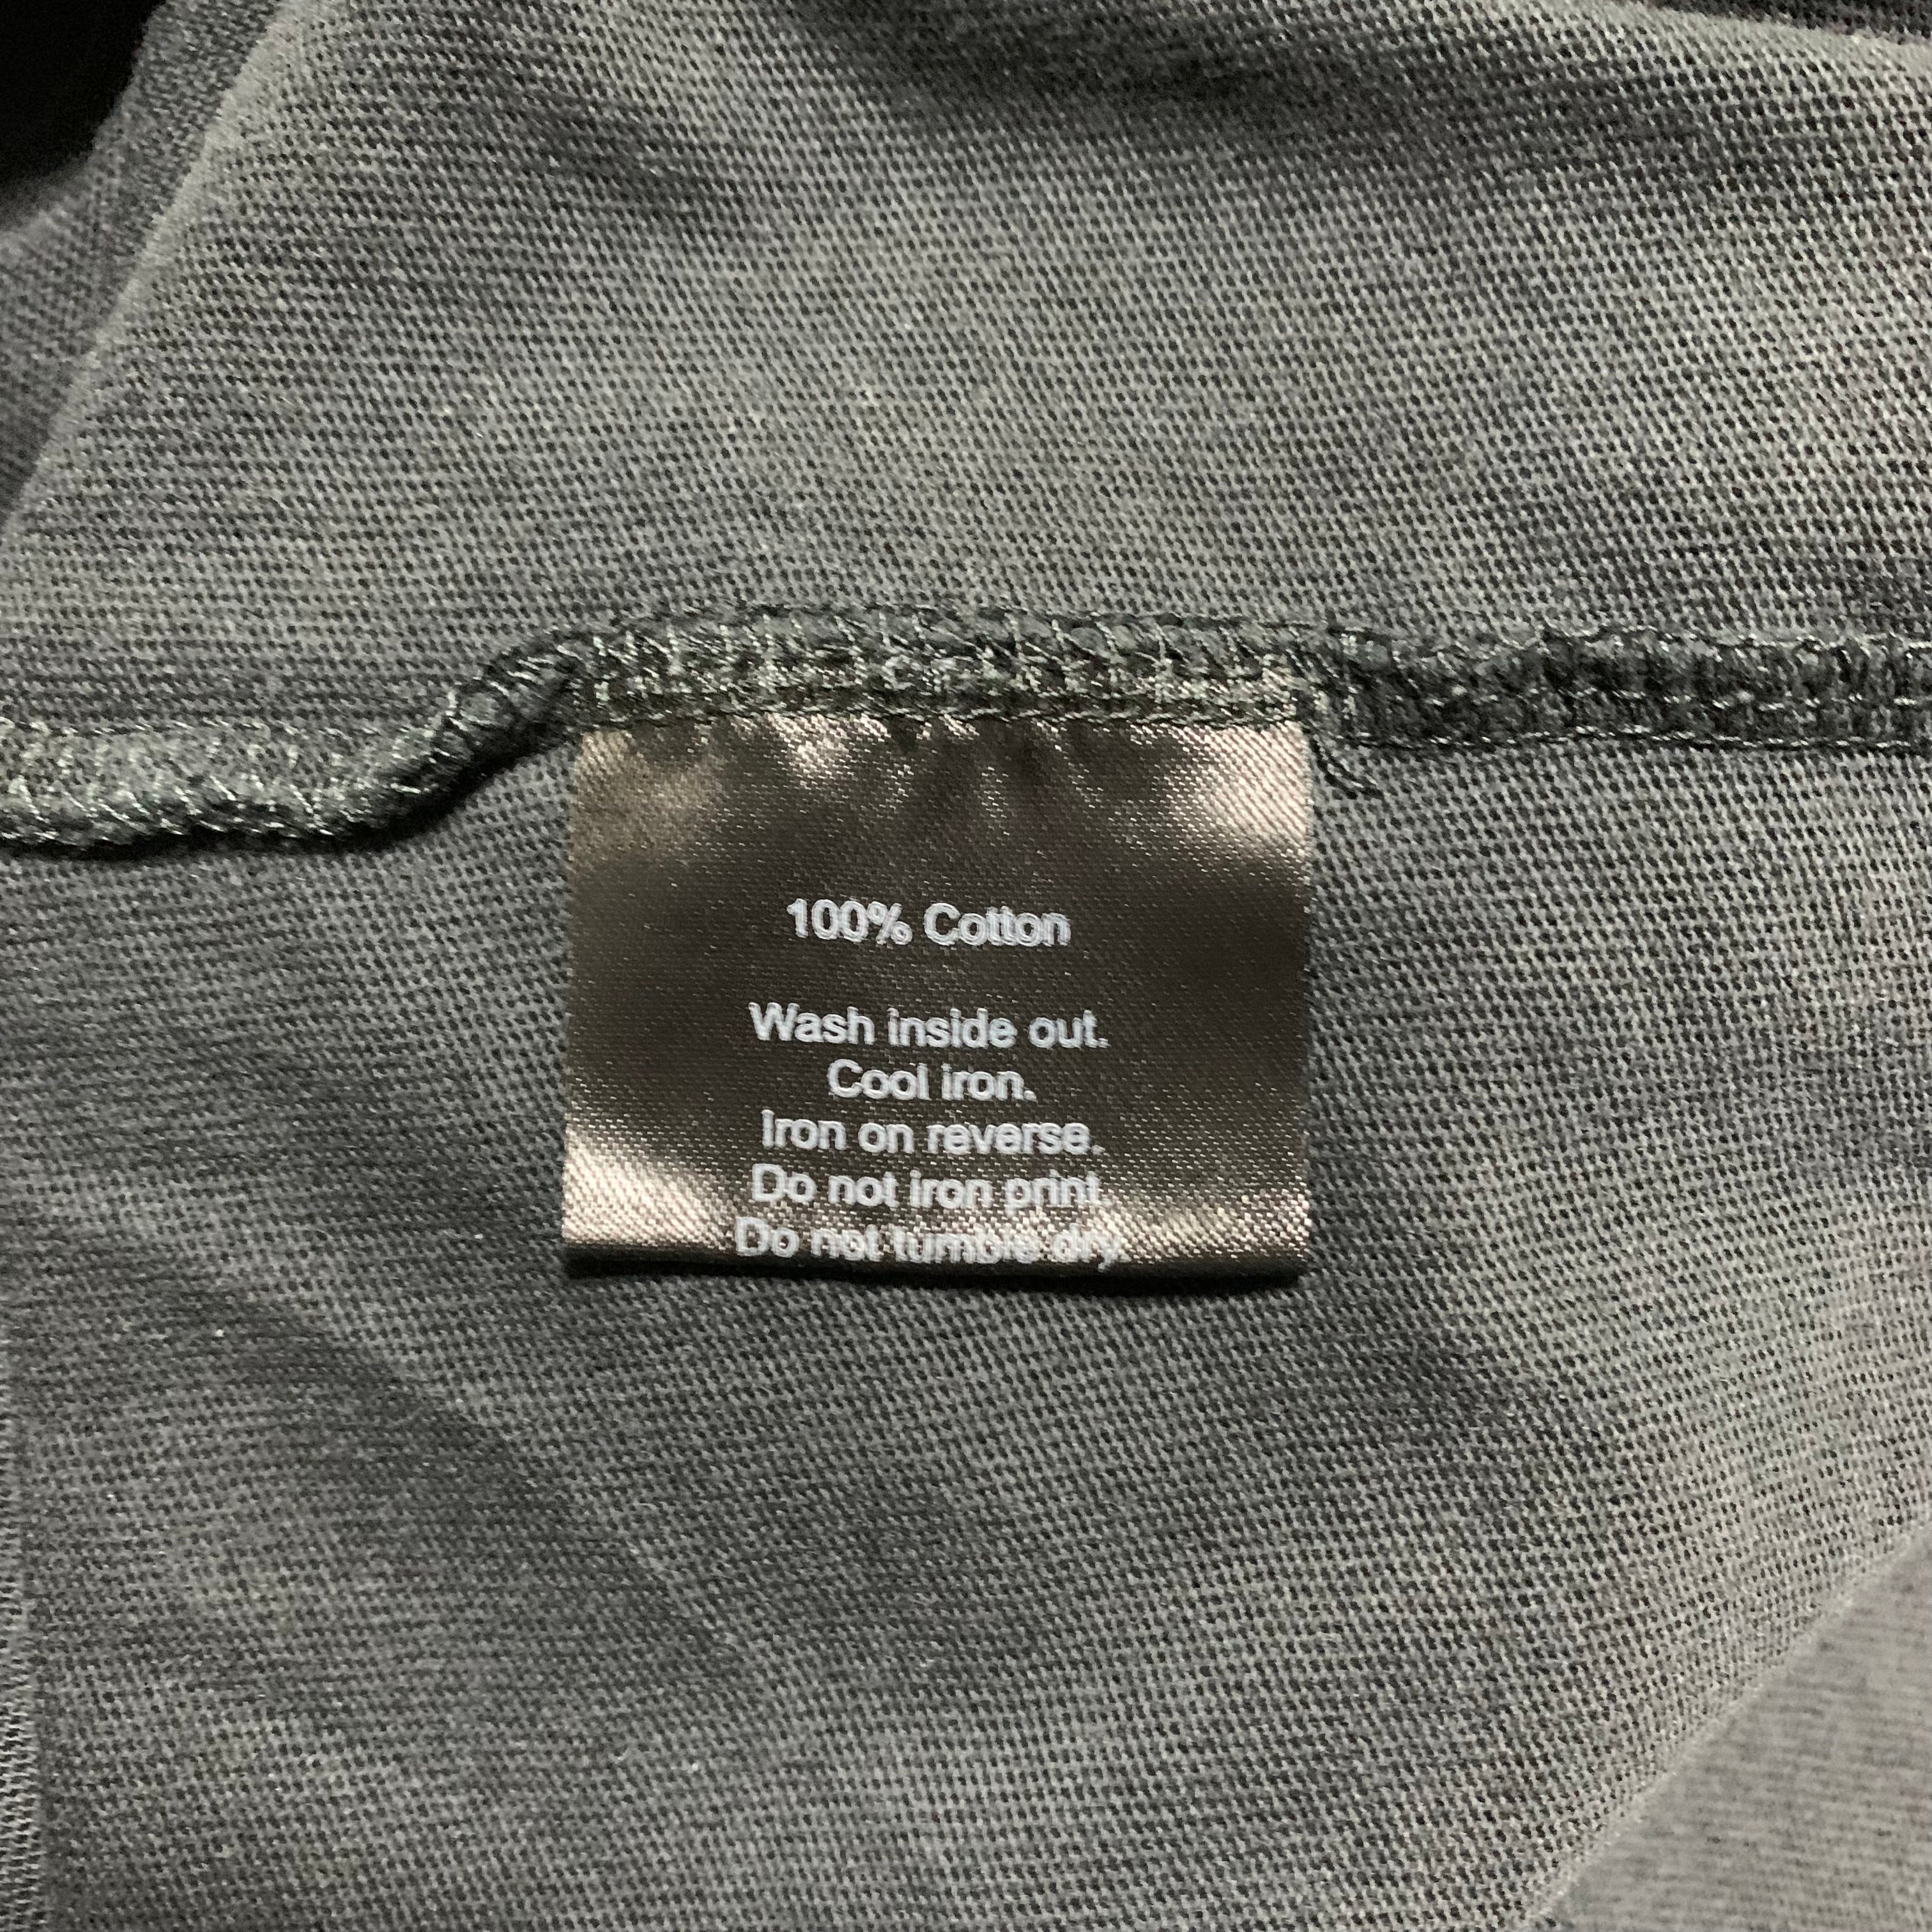 100% Cotton
Wash inside out.
Cool iron.
Iron on reverse.
Do not iron print
Do not tumble dry.